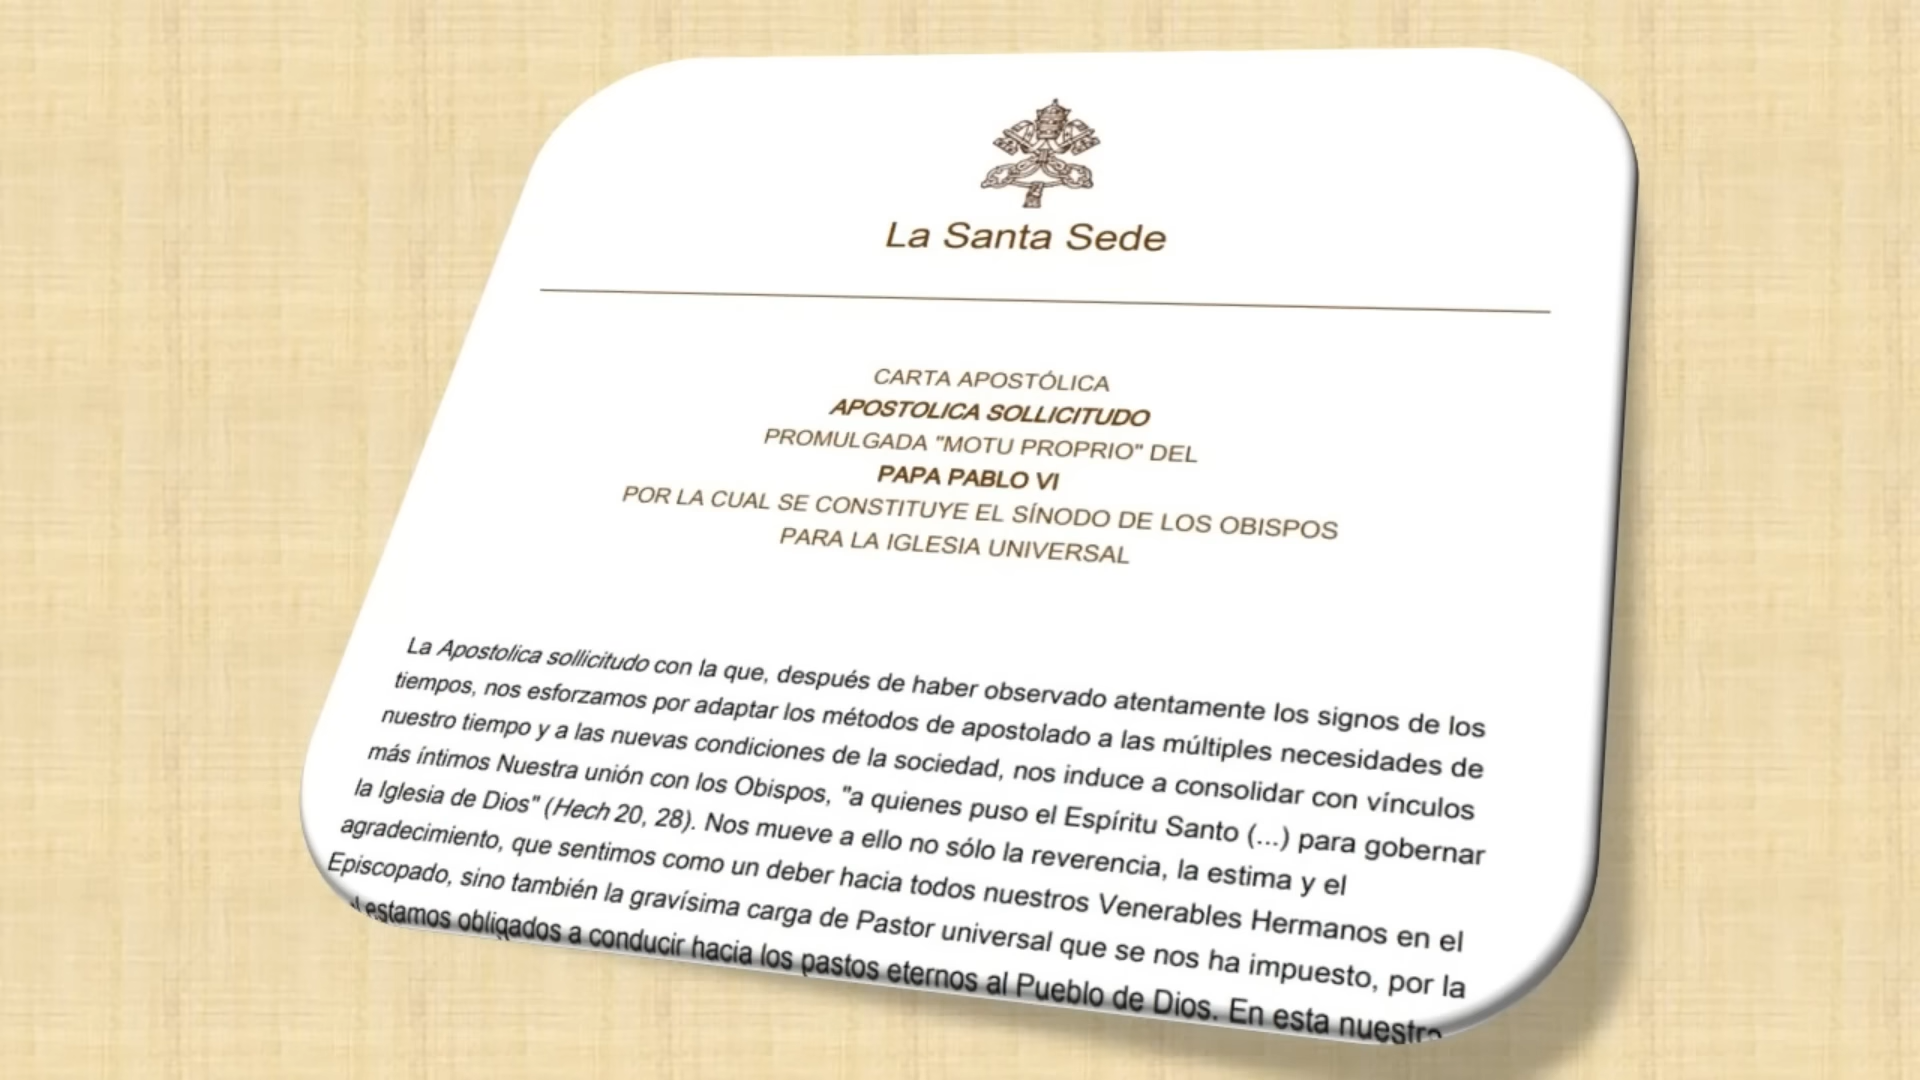 La Santa Sede
CARTA APOSTÓLICA
APOSTOLICA SOLLICITUDO
PROMULGADA "MOTU PROPRIO" DEL
PAPA PABLO VI
POR LA CUAL SE CONSTITUYE EL SÍNODO DE LOS OBISPOS
PARA LA IGLESIA UNIVERSAL
La Apostolica sollicitudo con la que, después de haber observado atentamente los signos de los
tiempos, nos esforzamos por adaptar los métodos de apostolado a las múltiples necesidades de
nuestro tiempo y a las nuevas condiciones de la sociedad, nos induce a consolidar con vínculos
más íntimos Nuestra unión con los Obispos, "a quienes puso el Espíritu Santo (...) para gobernar
la Iglesia de Dios" (Hech 20, 28). Nos mueve a ello no sólo la reverencia, la estima y el
agradecimiento, que sentimos como un deber hacia todos nuestros Venerables Hermanos en el
Episcopado, sino también la gravísima carga de Pastor universal que se nos ha impuesto, por la
estamos obligados a conducir hacia los pastos eternos al Pueblo de Dios. En esta